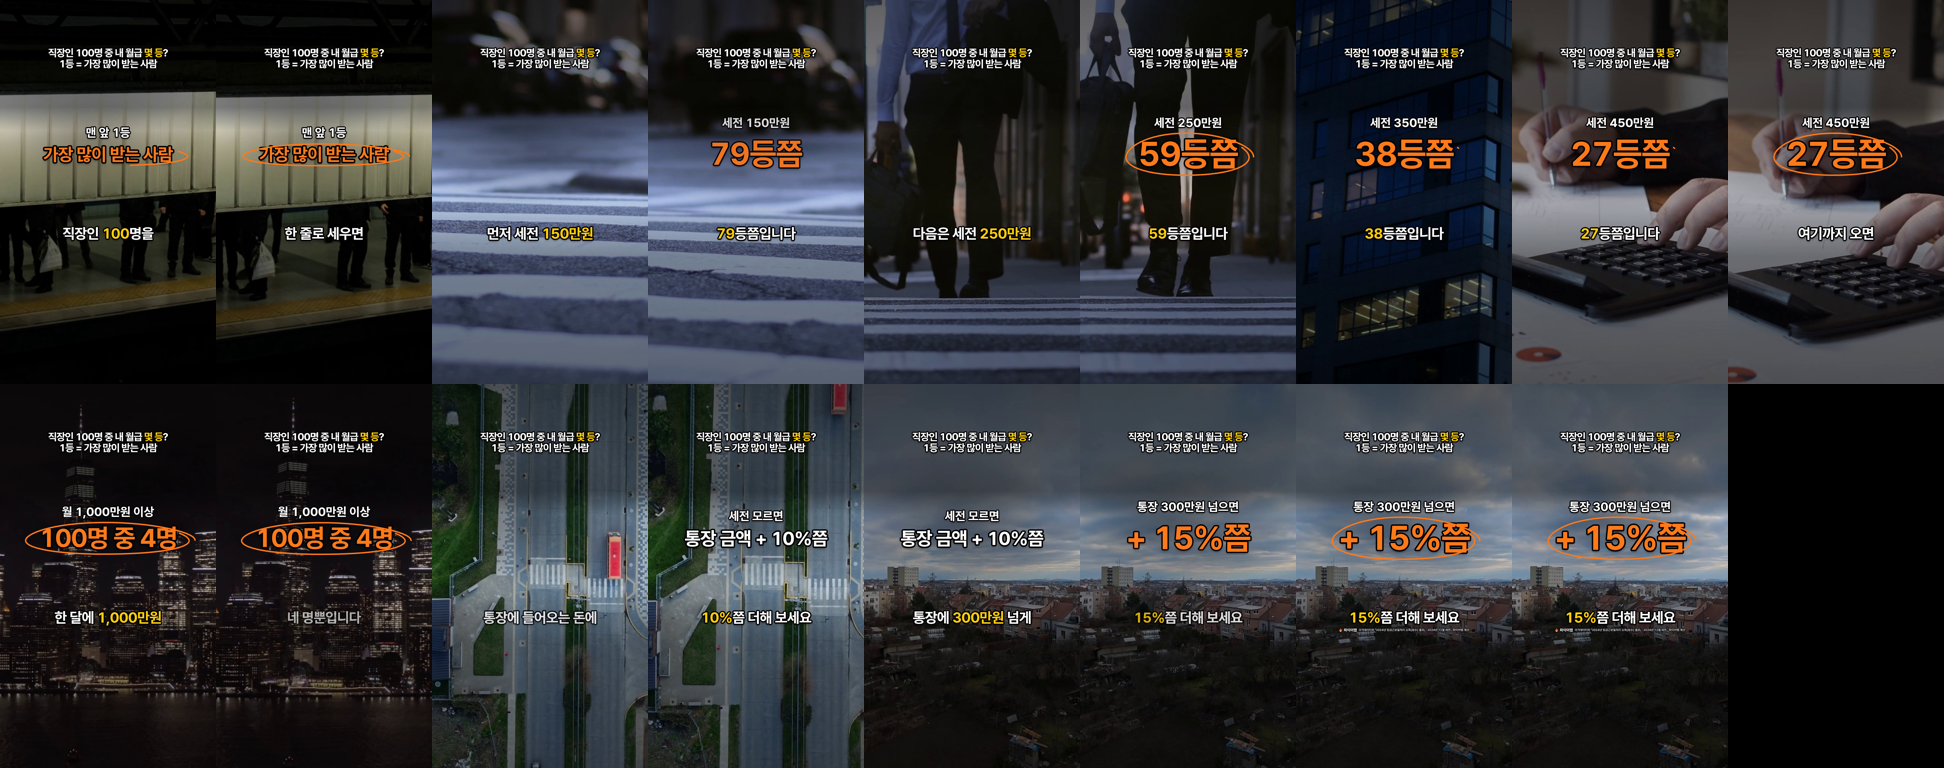 직장인 100명 중 내 월급 몇 등?
1등 = 가장 많이 받는 사람
맨 앞 1등
가장 많이 받는 사람
직장인 100명을
직장인 100명 중 내 월급 몇 등?
1등 = 가장 많이 받는 사람
맨 앞 1등
가장 많이 받는 사람
한 줄로 세우면
직장인 100명 중 내 월급 몇 등?
1등 = 가장 많이 받는 사람
먼저 세전 150만원
직장인 100명 중 내 월급 몇 등?
1등 = 가장 많이 받는 사람
세전 150만원
79등쯤
79등쯤입니다
직장인 100명 중 내 월급 몇 등?
1등 = 가장 많이 받는 사람
다음은 세전 250만원
직장인 100명 중 내 월급 몇 등?
1등 = 가장 많이 받는 사람
세전 250만원
59등쯤
59등쯤입니다
직장인 100명 중 내 월급 몇 등?
1등 = 가장 많이 받는 사람
세전 350만원
38등쯤
38등쯤입니다
직장인 100명 중 내 월급 몇 등?
1등 = 가장 많이 받는 사람
세전 450만원
27등쯤
27등쯤입니다
직장인 100명 중 내 월급 몇 등?
1등 = 가장 많이 받는 사람
세전 450만원
27등쯤
여기까지 오면
직장인 100명 중 내 월급 몇 등?
1등 = 가장 많이 받는 사람
월 1,000만원 이상
100명 중 4명
한 달에 1,000만원
직장인 100명 중 내 월급 몇 등?
1등 = 가장 많이 받는 사람
월 1,000만원 이상
100명 중 4명
네 명뿐입니다
직장인 100명 중 내 월급 몇 등?
1등 = 가장 많이 받는 사람
통장에 들어오는 돈에
직장인 100명 중 내 월급 몇 등?
1등 = 가장 많이 받는 사람
세전 모르면
통장 금액 + 10%쯤
10%쯤 더해 보세요
직장인 100명 중 내 월급 몇 등?
1등 = 가장 많이 받는 사람
세전 모르면
통장 금액 + 10%쯤
통장에 300만원 넘게
직장인 100명 중 내 월급 몇 등?
1등 = 가장 많이 받는 사람
통장 300만원 넘으면
+ 15%쯤
15%쯤 더해 보세요
직장인 100명 중 내 월급 몇 등?
1등 = 가장 많이 받는 사람
통장 300만원 넘으면
+ 15%쯤
15%쯤 더해 보세요
직장인 100명 중 내 월급 몇 등?
1등 = 가장 많이 받는 사람
통장 300만원 넘으면
+ 15%쯤
15%쯤 더해 보세요